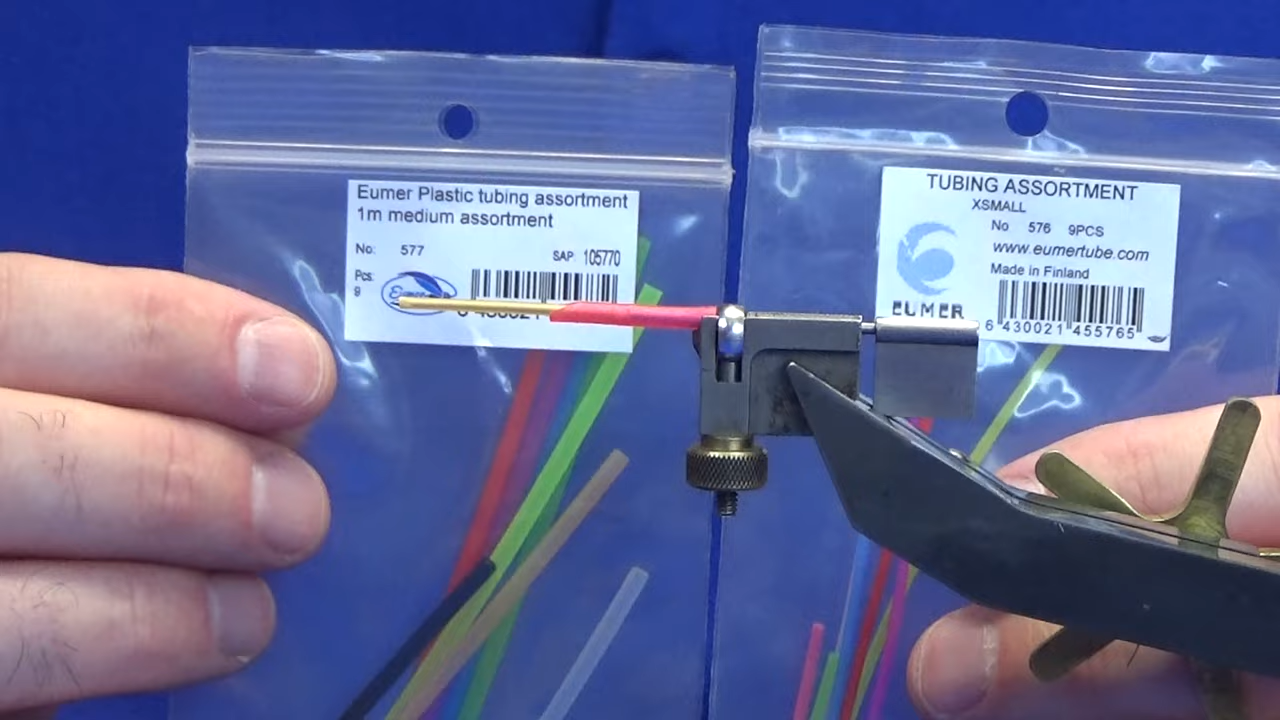 Eumer Plastic tubing assortment
1m medium assortment
No: 577
SAP: 105770
Pcs:
9
TUBING ASSORTMENT
XSMALL
No 576 9PCS
www.eumertube.com
Made in Finland
EUMER
6 430021 455765